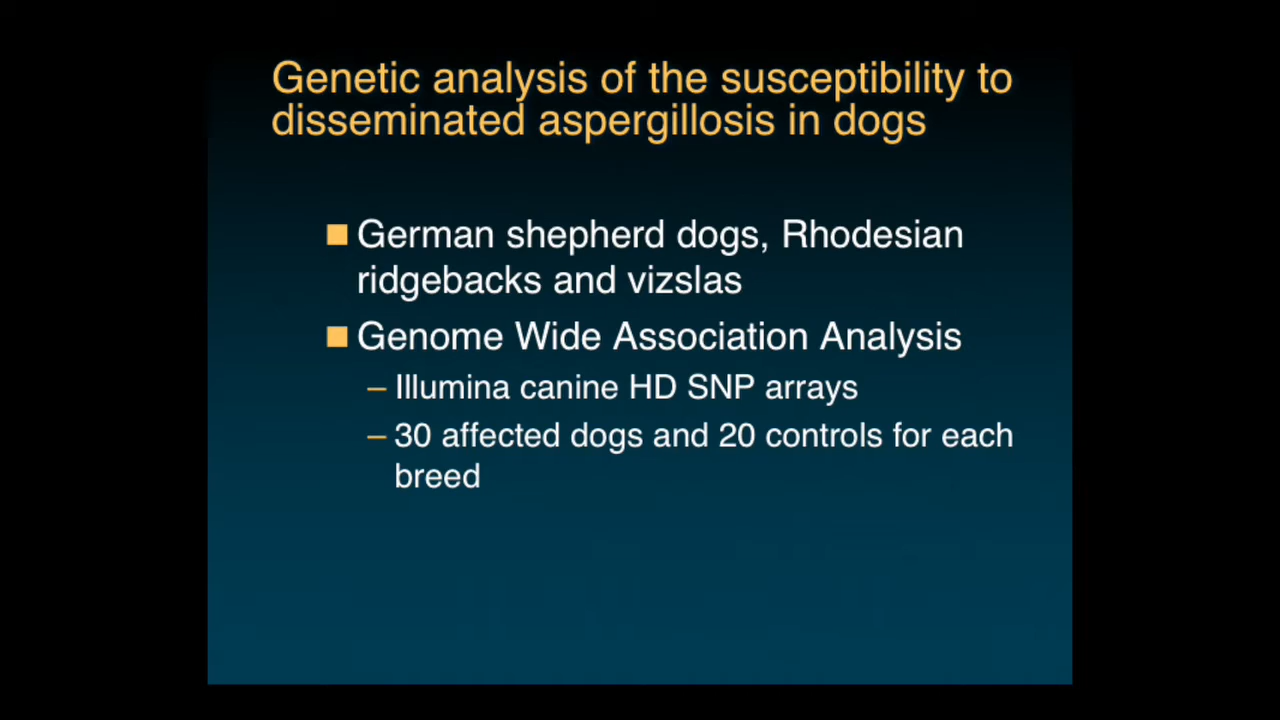 Genetic analysis of the susceptibility to
disseminated aspergillosis in dogs
■ German shepherd dogs, Rhodesian
ridgebacks and vizslas
■ Genome Wide Association Analysis
– Illumina canine HD SNP arrays
– 30 affected dogs and 20 controls for each
breed